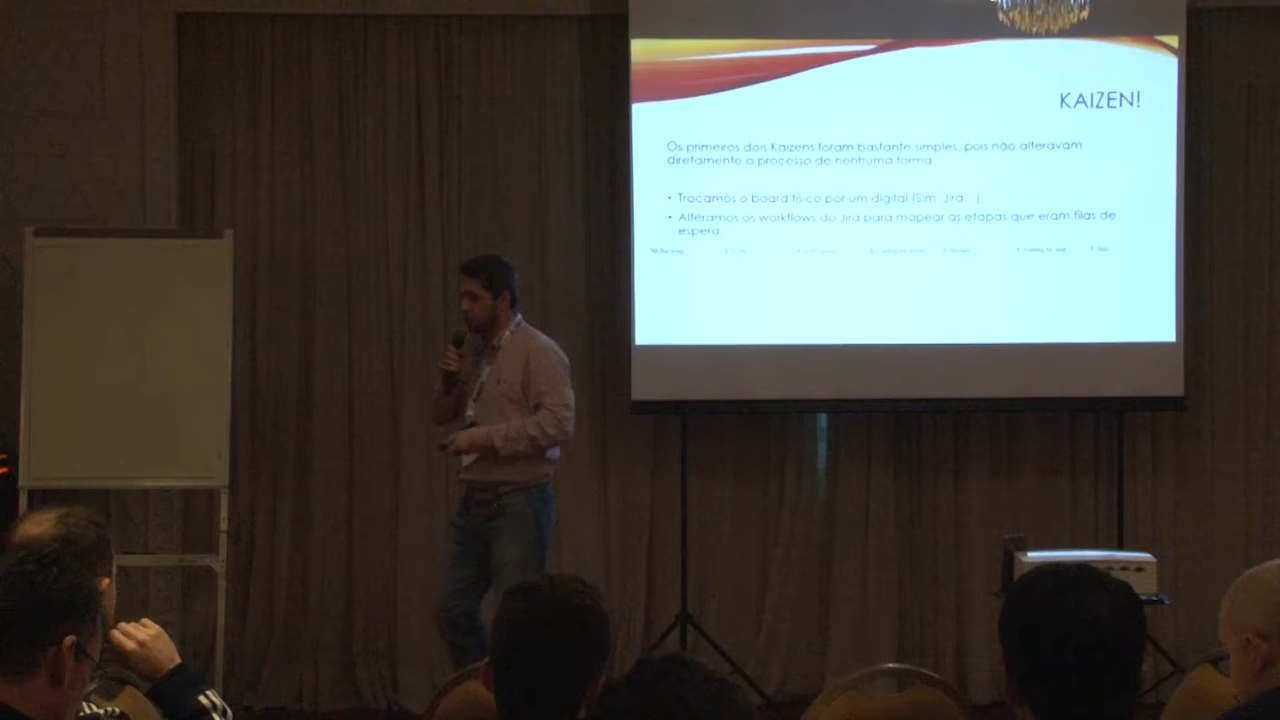 KAIZEN!
Os primeiros dois Kaizens foram bastante simples, pois não alteravam
diretamente o processo de nenhuma forma.
• Trocamos o board físico por um digital (Sim, Jira...)
• Alteramos os workflows do Jira para mapear as etapas que eram filas de
espera.